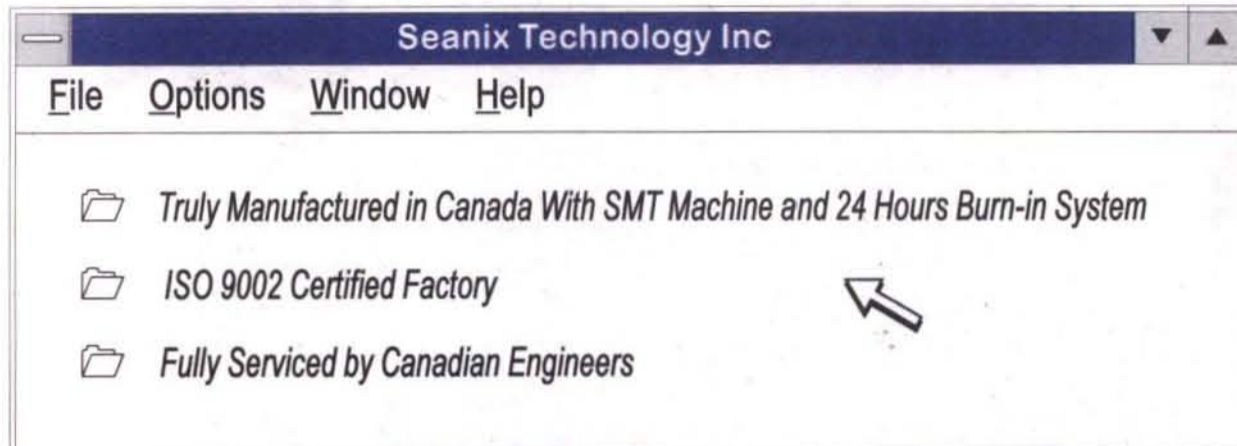 Seanix Technology Inc
File Options Window Help
Truly Manufactured in Canada With SMT Machine and 24 Hours Burn-in System
ISO 9002 Certified Factory
Fully Serviced by Canadian Engineers